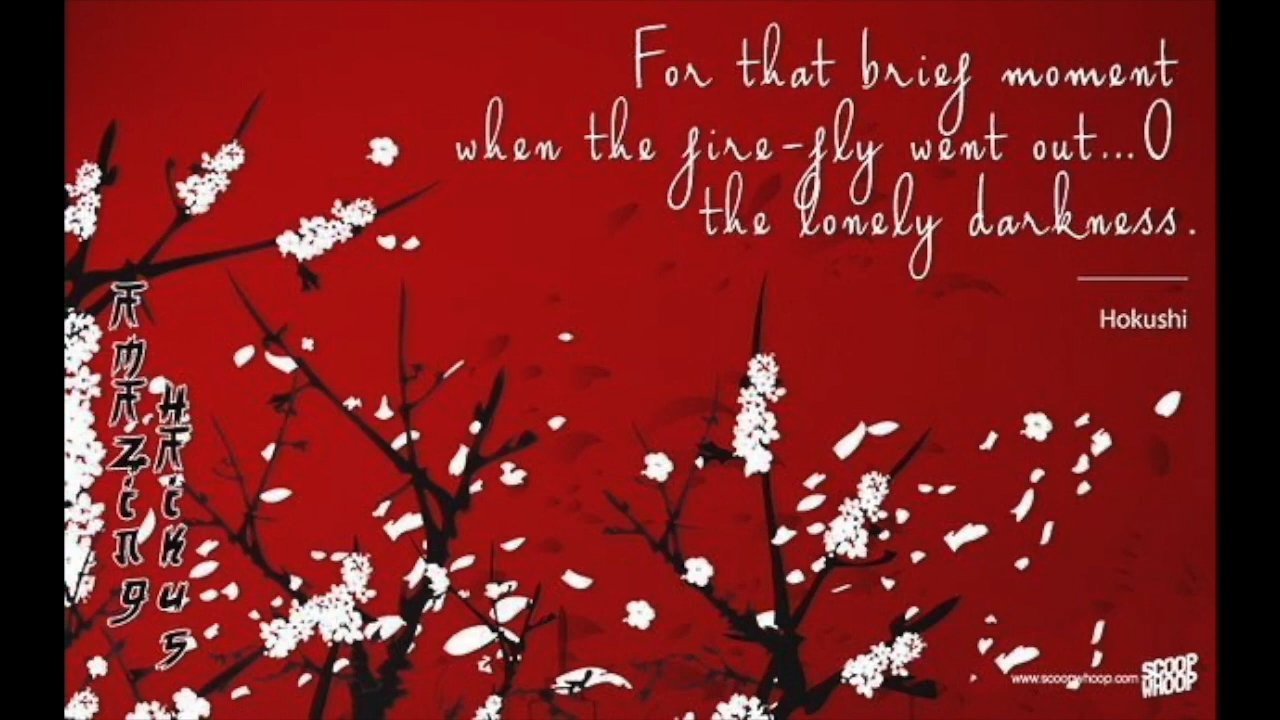 For that brief moment
when the fire-fly went out...O
the lonely darkness.
Hokushi
AMAZING
HAICKUS
www.scoopwhoop.com
SCOOP
WHOOP